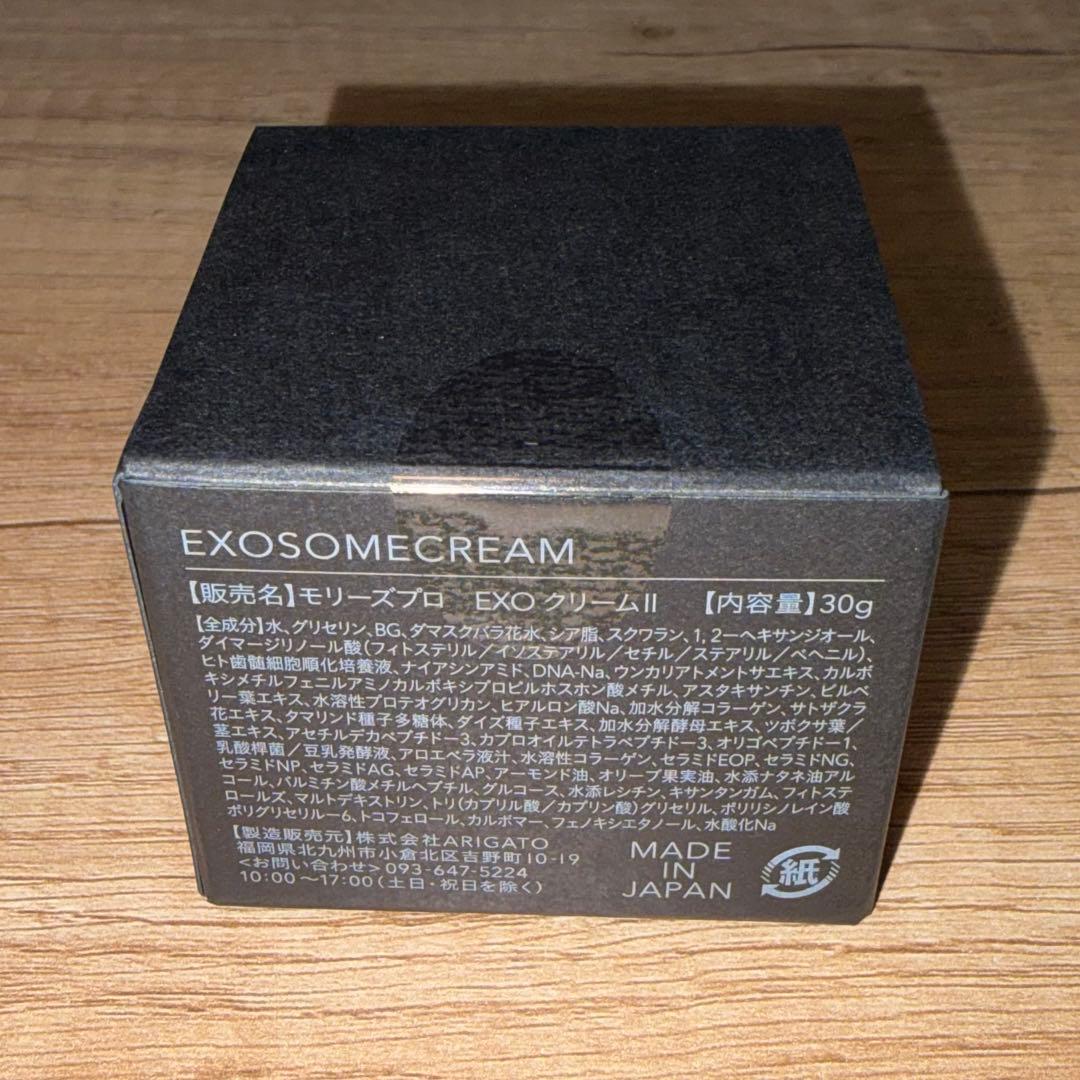 EXOSOMECREAM
【販売名】モリーズプロ　EXO クリームⅡ　【内容量】30g
【全成分】水、グリセリン、BG、ダマスクバラ花水、シア脂、スクワラン、1, 2ーヘキサンジオール、
ダイマージリノール酸(フィトステリル/イソステアリル/セチル/ステアリル/ベヘニル)、
ヒト歯髄細胞順化培養液、ナイアシンアミド、DNA-Na、ウンカリアトメントサエキス、カルボ
キシメチルフェニルアミノカルボキシプロピルホスホン酸メチル、アスタキサンチン、ビルベ
リー葉エキス、水溶性プロテオグリカン、ヒアルロン酸Na、加水分解コラーゲン、サトザクラ
花エキス、タマリンド種子多糖体、ダイズ種子エキス、加水分解酵母エキス、ツボクサ葉/
茎エキス、アセチルデカペプチドー3、カプロオイルテトラペプチドー3、オリゴペプチドー1、
乳酸桿菌/豆乳発酵液、アロエベラ液汁、水溶性コラーゲン、セラミドEOP、セラミドNG、
セラミドNP、セラミドAG、セラミドAP、アーモンド油、オリーブ果実油、水添ナタネ油アル
コール、パルミチン酸メチルヘプチル、グルコース、水添レシチン、キサンタンガム、フィトステ
ロールズ、マルトデキストリン、トリ(カプリル酸/カプリン酸)グリセリル、ポリリシノレイン酸
ポリグリセリルー6、トコフェロール、カルボマー、フェノキシエタノール、水酸化Na
【製造販売元】株式会社ARIGATO
福岡県北九州市小倉北区吉野町10-19
<お問い合わせ> 093-647-5224
10:00～17:00(土日・祝日を除く)
MADE
IN
JAPAN
紙